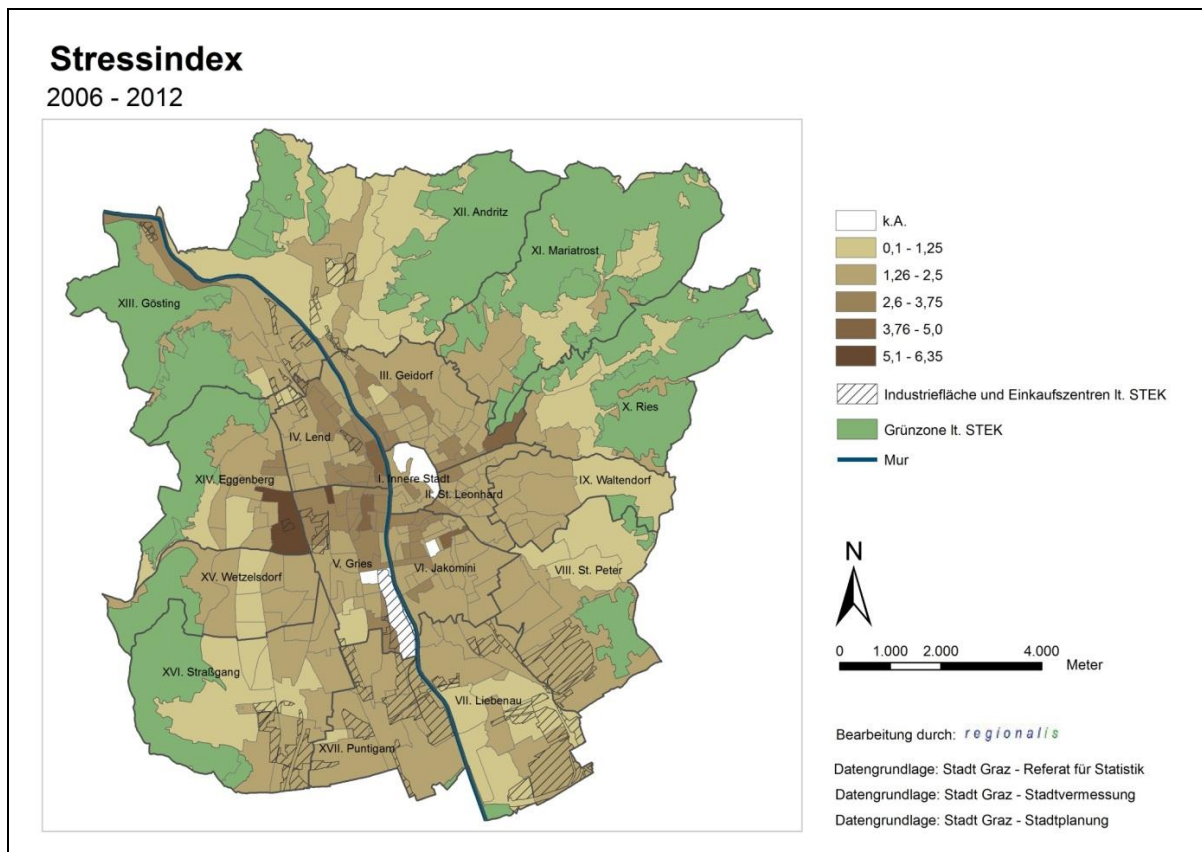 Stressindex
2006 - 2012
XII. Andritz
XI. Mariatrost
XIII. Gösting
III. Geidorf
X. Ries
IV. Lend
I. Innere Stadt
XIV. Eggenberg
IX. Waltendorf
II. St. Leonhard
V. Gries
VI. Jakomini
VIII. St. Peter
XV. Wetzelsdorf
XVI. Straßgang
VII. Liebenau
XVII. Puntigam
k.A.
0,1 - 1,25
1,26 - 2,5
2,6 - 3,75
3,76 - 5,0
5,1 - 6,35
Industriefläche und Einkaufszentren lt. STEK
Grünzone lt. STEK
Mur
N
0 1.000 2.000 4.000
Meter
Bearbeitung durch: regionalis
Datengrundlage: Stadt Graz - Referat für Statistik
Datengrundlage: Stadt Graz - Stadtvermessung
Datengrundlage: Stadt Graz - Stadtplanung